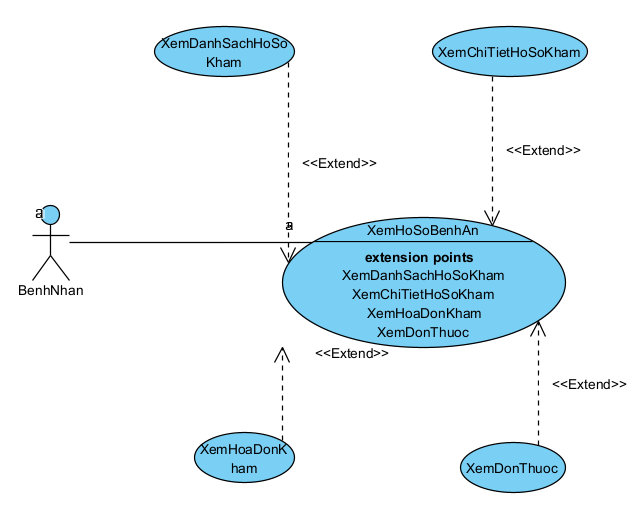 XemDanhSachHoSo
Kham
XemChiTietHoSoKham
<<Extend>>
<<Extend>>
a
a
XemHoSoBenhAn
extension points
XemDanhSachHoSoKham
XemChiTietHoSoKham
XemHoaDonKham
XemDonThuoc
BenhNhan
<<Extend>>
<<Extend>>
XemHoaDonK
ham
XemDonThuoc